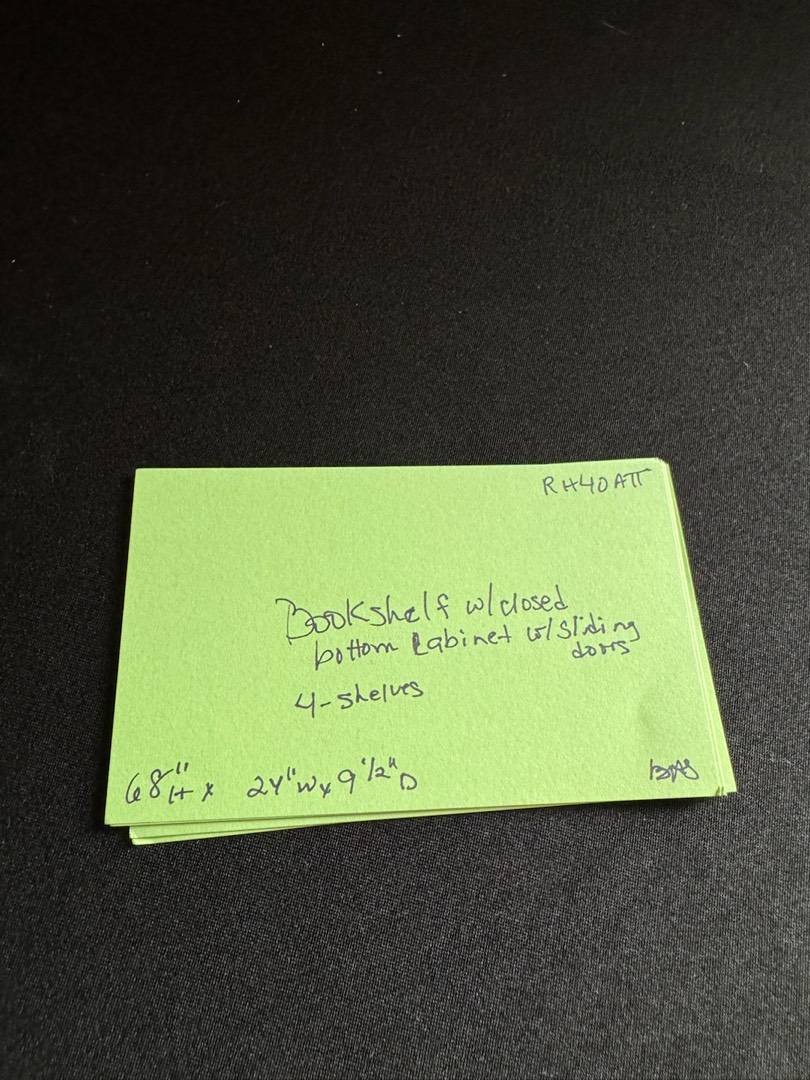 RH40ATT
Bookshelf w/closed
bottom cabinet w/sliding
doors
4-shelves
68"H x 24"W x 9 1/2"D